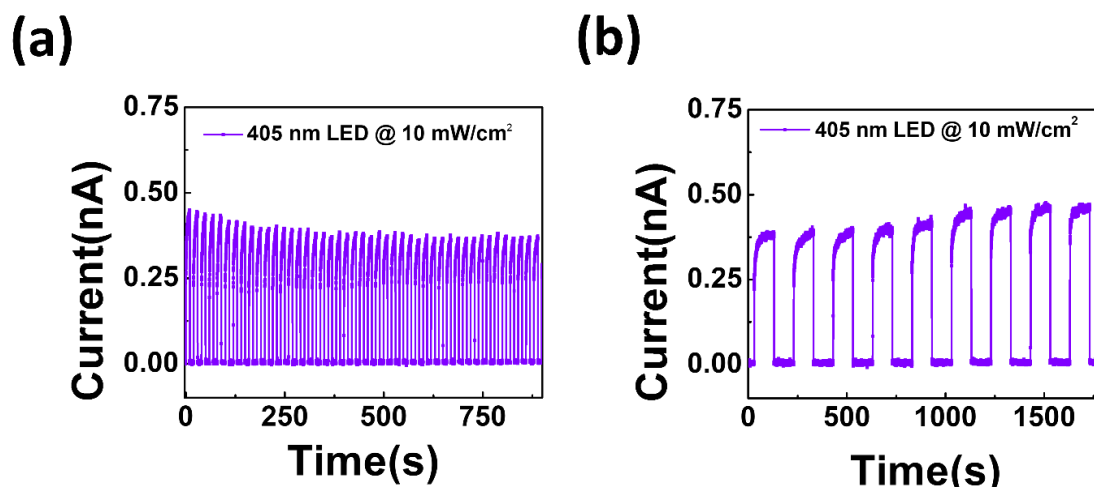 (a)
(b)
405 nm LED @ 10 mW/cm²
0.75
0.50
0.25
0.00
Current(nA)
0 250 500 750
Time(s)
405 nm LED @ 10 mW/cm²
0.75
0.50
0.25
0.00
Current(nA)
0 500 1000 1500
Time(s)